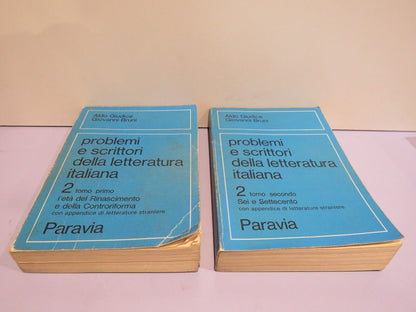 Aldo Giudice
Giovanni Bruni
problemi
e scrittori
della letteratura
italiana
2 tomo primo
l'età del Rinascimento
e della Controriforma
con appendice di letterature straniere
Paravia
Aldo Giudice
Giovanni Bruni
problemi
e scrittori
della letteratura
italiana
2 tomo secondo
Sei e Settecento
con appendice di letterature straniere
Paravia